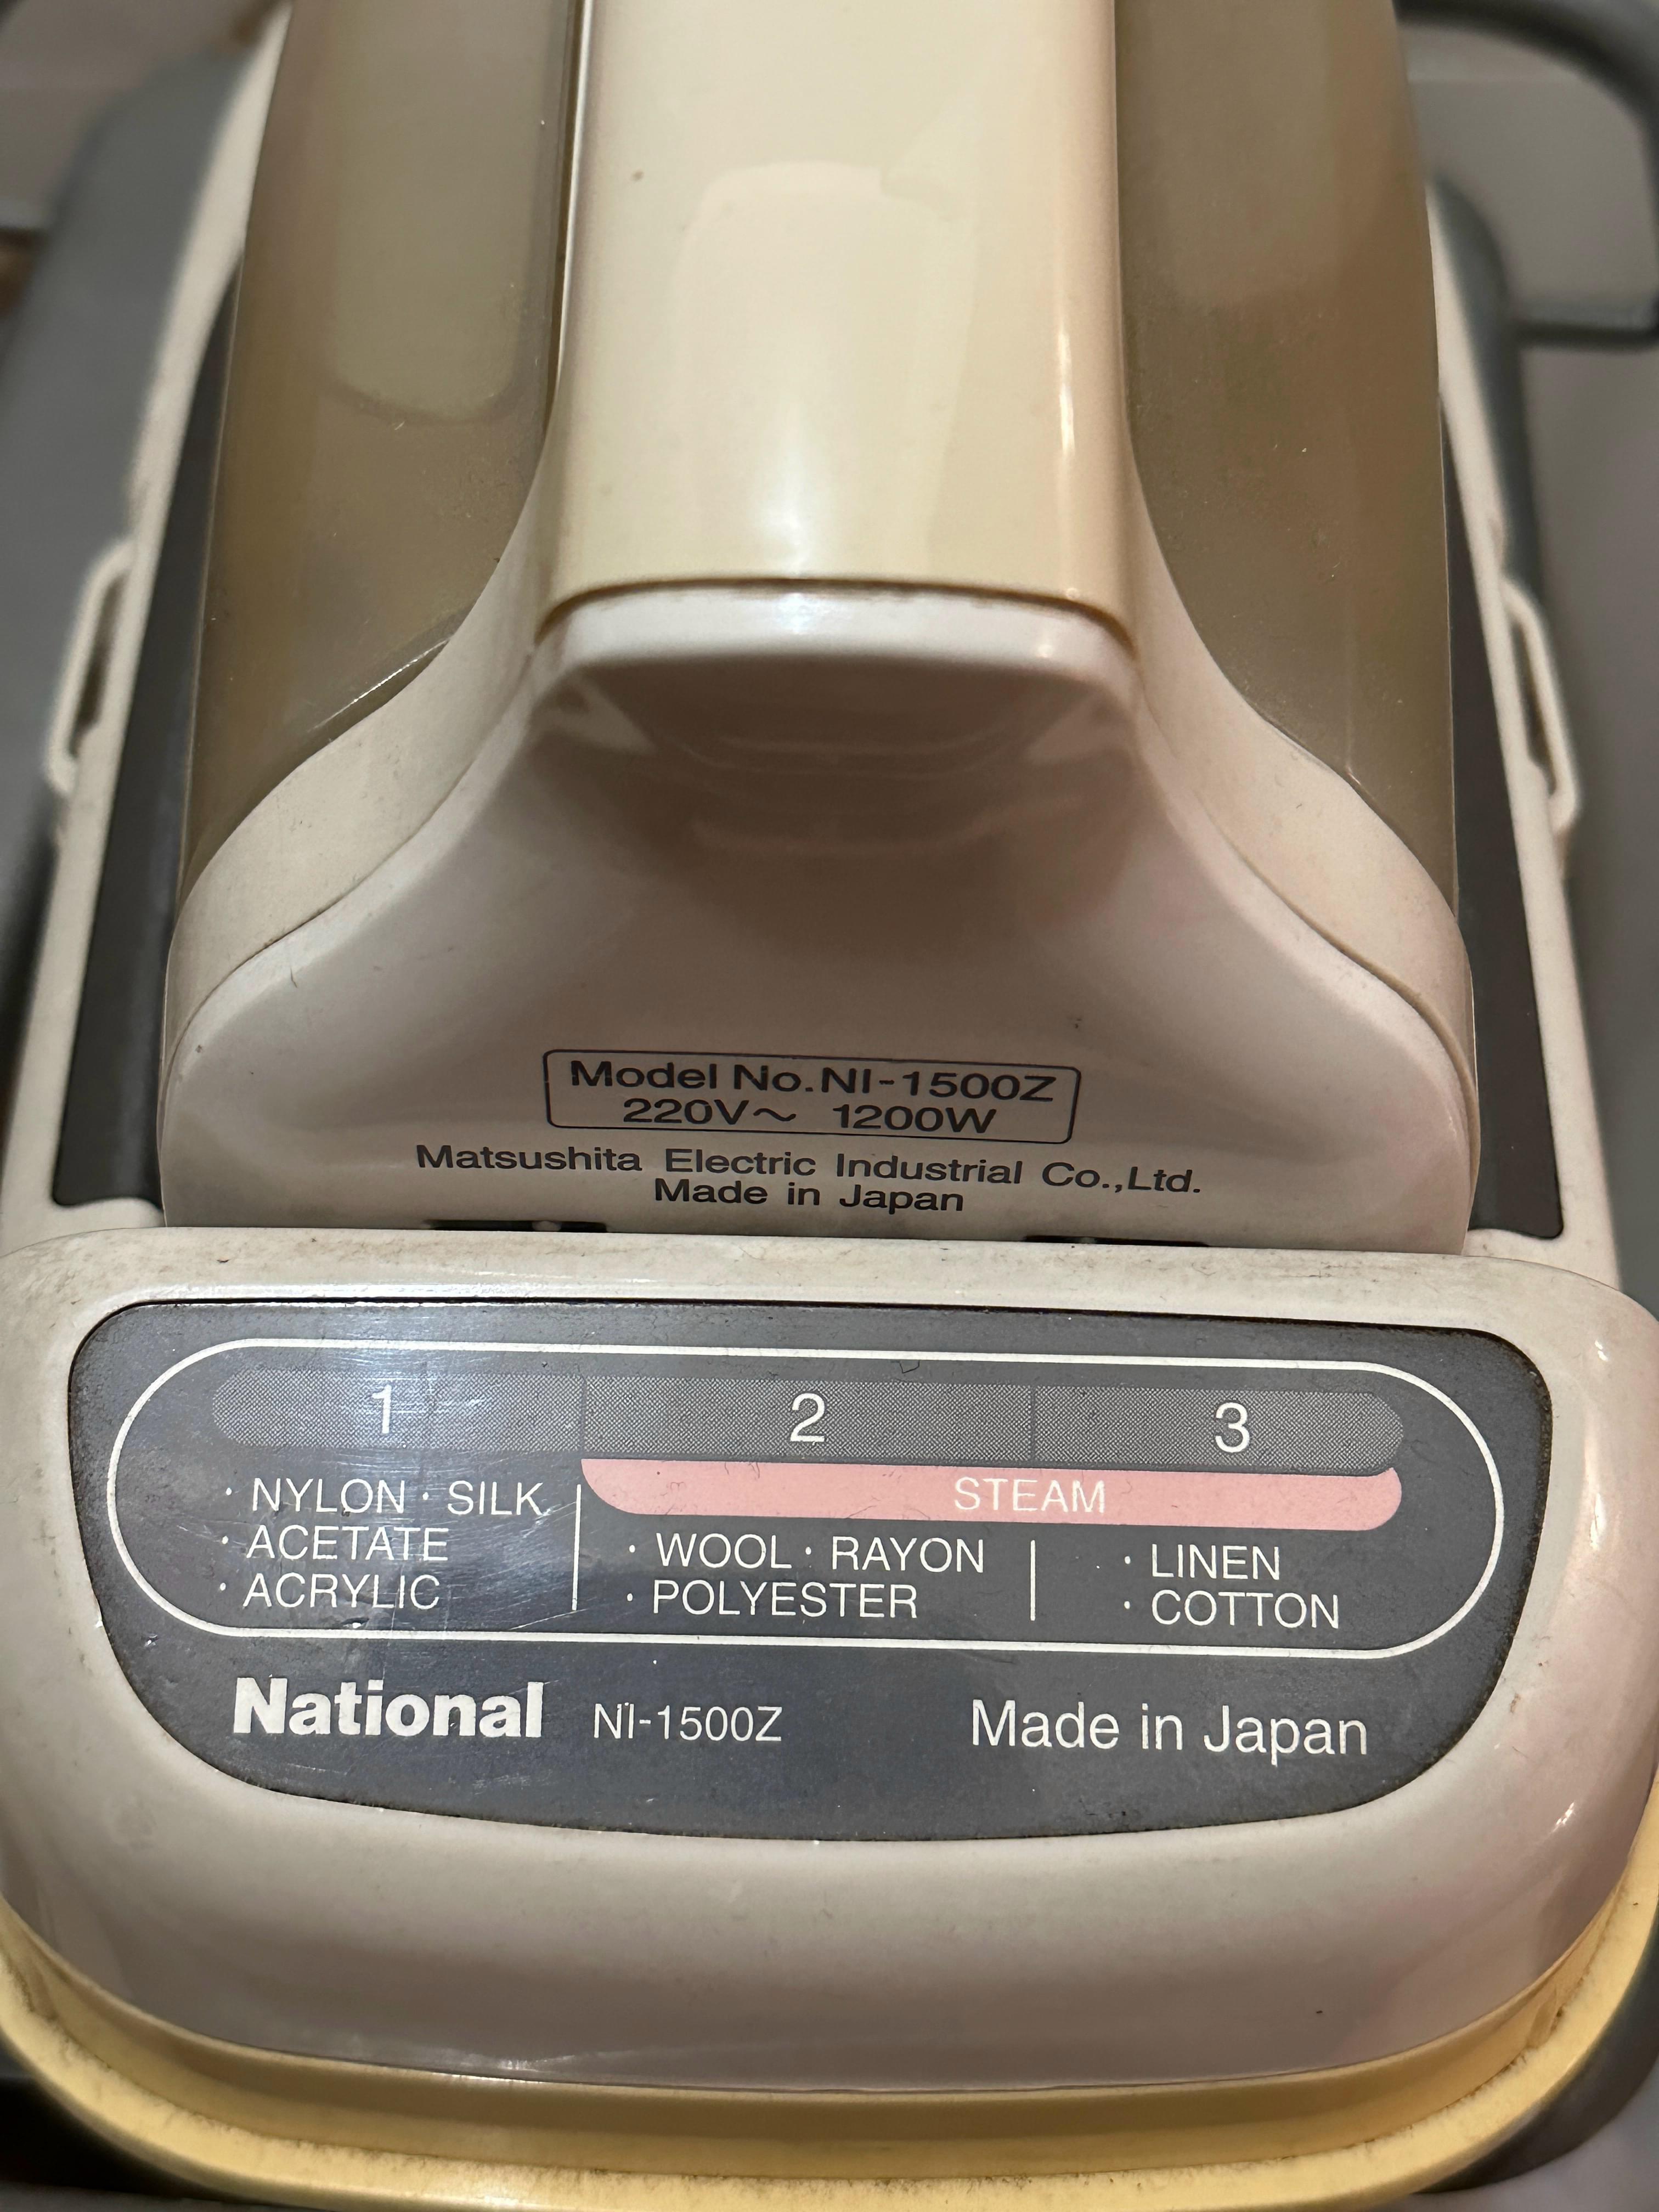 Model No.NI-1500Z
220V～ 1200W
Matsushita Electric Industrial Co.,Ltd.
Made in Japan
1 2 3
STEAM
· NYLON · SILK
· ACETATE
· ACRYLIC
· WOOL · RAYON
· POLYESTER
· LINEN
· COTTON
National NI-1500Z Made in Japan